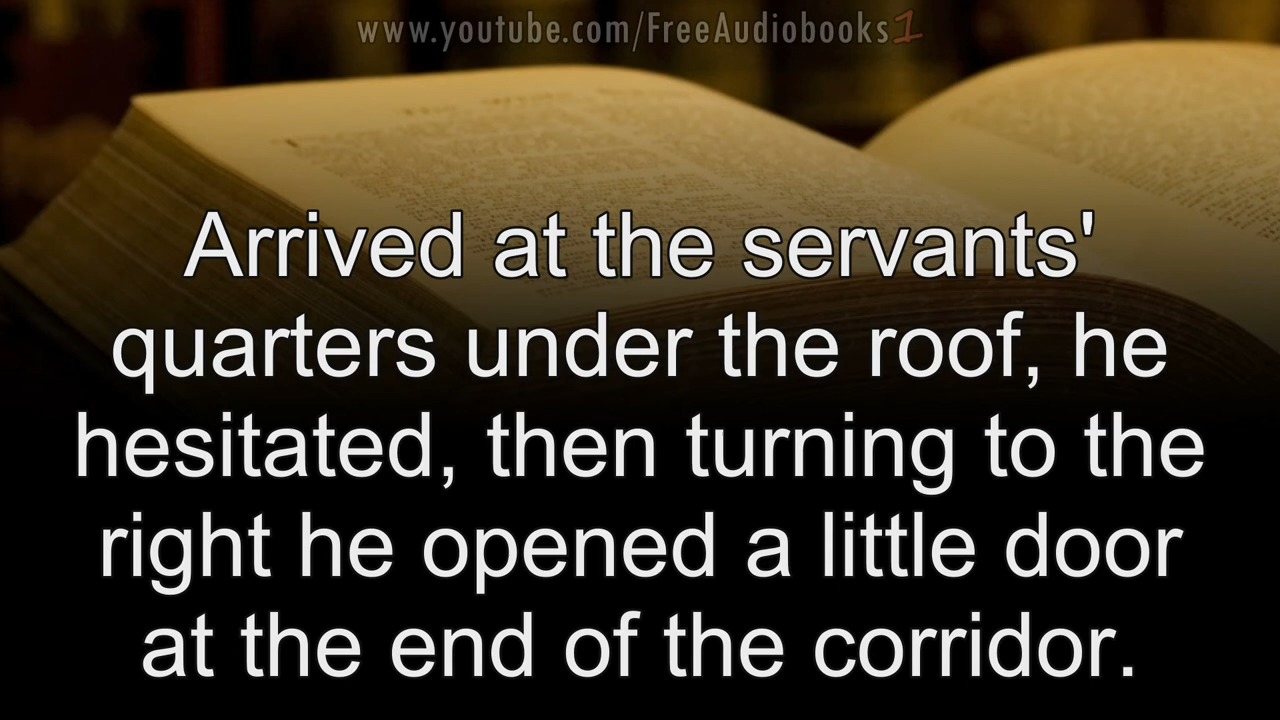 www.youtube.com/FreeAudiobooks1
Arrived at the servants'
quarters under the roof, he
hesitated, then turning to the
right he opened a little door
at the end of the corridor.